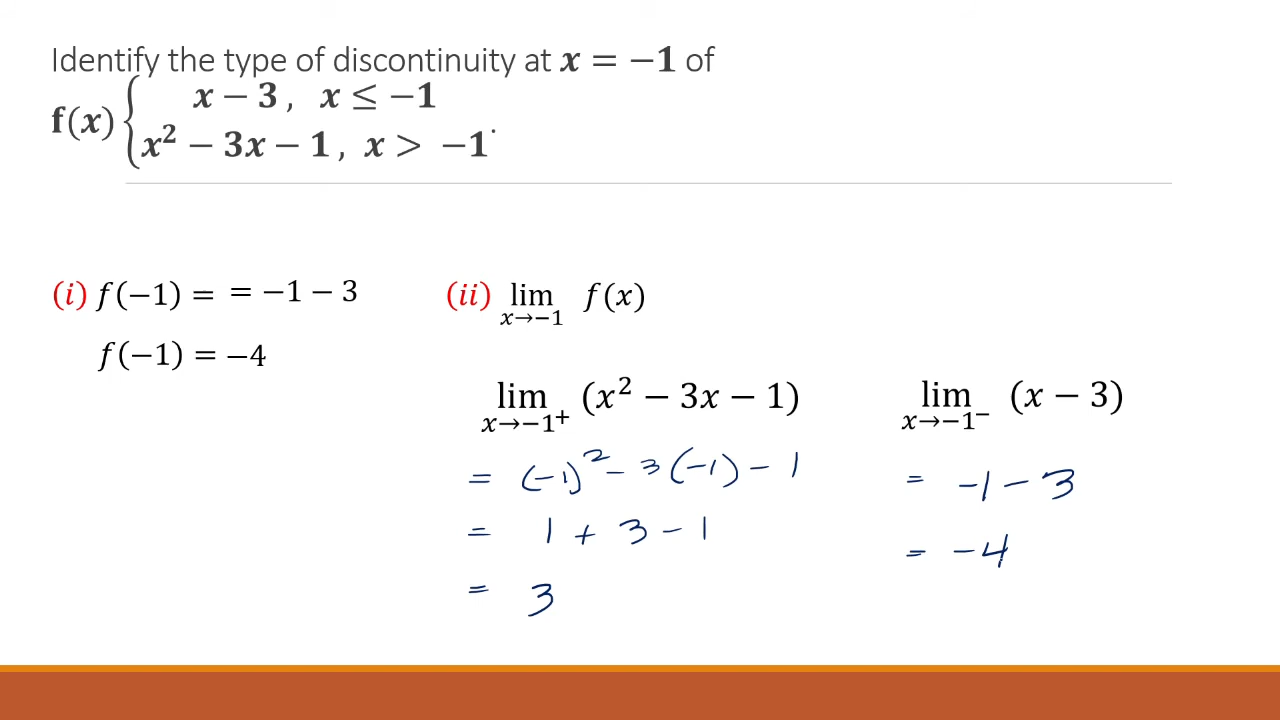 Identify the type of discontinuity at x = −1 of
f(x) { x − 3 , x ≤ −1
x² − 3x − 1 , x > −1 .
(i) f(−1) = = −1 − 3
f(−1) = −4
(ii) lim x→−1 f(x)
lim x→−1⁺ (x² − 3x − 1)
= (-1)² - 3(-1) - 1
= 1 + 3 - 1
= 3
lim x→−1⁻ (x − 3)
= -1 - 3
= -4